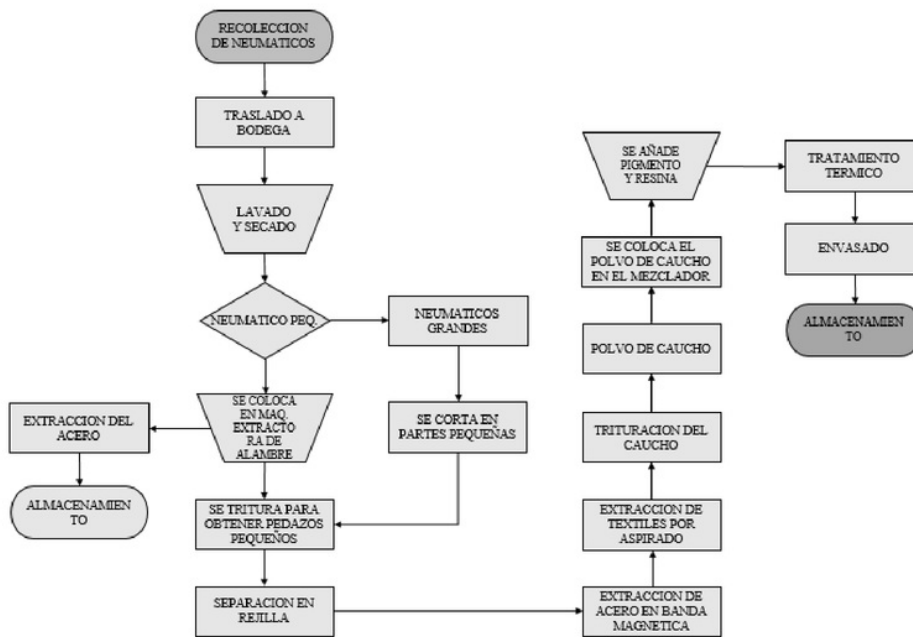 RECOLECCION
DE NEUMATICOS
TRASLADO A
BODEGA
LAVADO
Y SECADO
NEUMATICO PEQ.
NEUMATICOS
GRANDES
SE COLOCA
EN MAQ.
EXTRACTO
RA DE
ALAMBRE
SE CORTA EN
PARTES PEQUEÑAS
EXTRACCION DEL
ACERO
ALMACENAMIEN
TO
SE TRITURA PARA
OBTENER PEDAZOS
PEQUEÑOS
SEPARACION EN
REJILLA
EXTRACCION DE
ACERO EN BANDA
MAGNETICA
EXTRACCION DE
TEXTILES POR
ASPIRADO
TRITURACION DEL
CAUCHO
POLVO DE CAUCHO
SE COLOCA EL
POLVO DE CAUCHO
EN EL MEZCLADOR
SE AÑADE
PIGMENTO
Y RESINA
TRATAMIENTO
TERMICO
ENVASADO
ALMACENAMIEN
TO